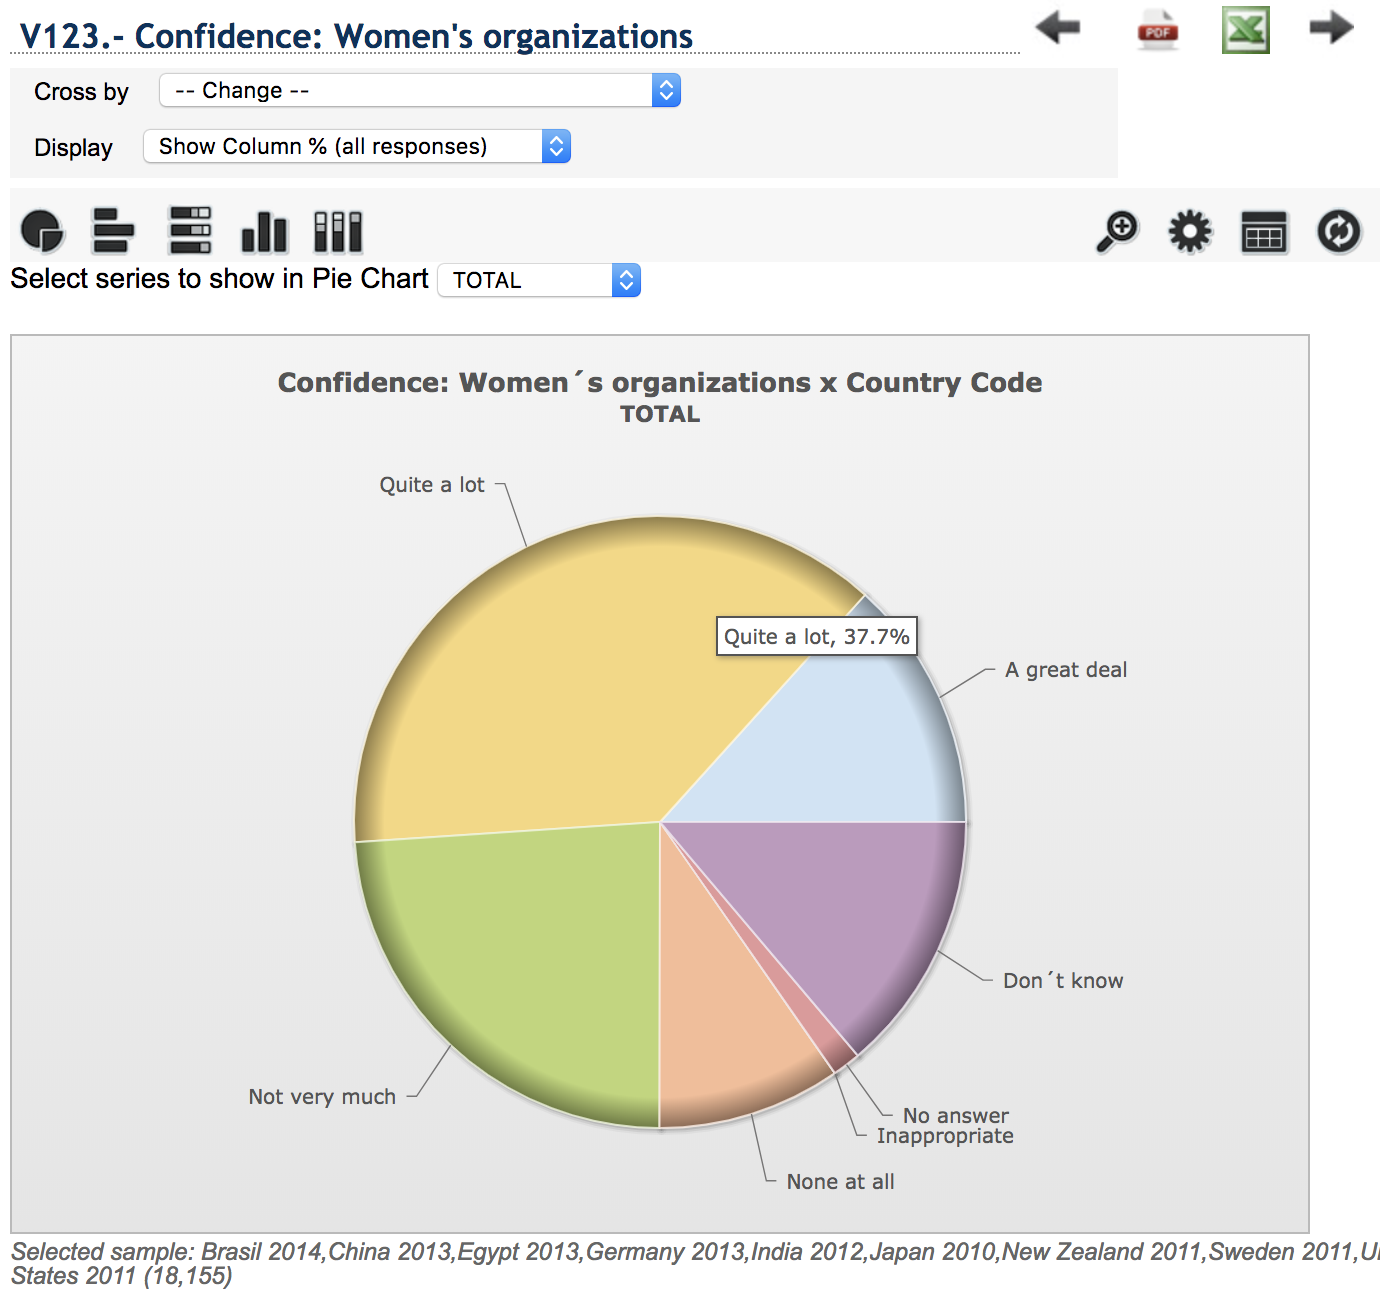 V123.- Confidence: Women's organizations
PDF
Cross by -- Change --
Display Show Column % (all responses)
Select series to show in Pie Chart TOTAL
Confidence: Women´s organizations x Country Code
TOTAL
Quite a lot
Quite a lot, 37.7%
A great deal
Don´t know
Not very much
No answer
Inappropriate
None at all
Selected sample: Brasil 2014,China 2013,Egypt 2013,Germany 2013,India 2012,Japan 2010,New Zealand 2011,Sweden 2011,
States 2011 (18,155)